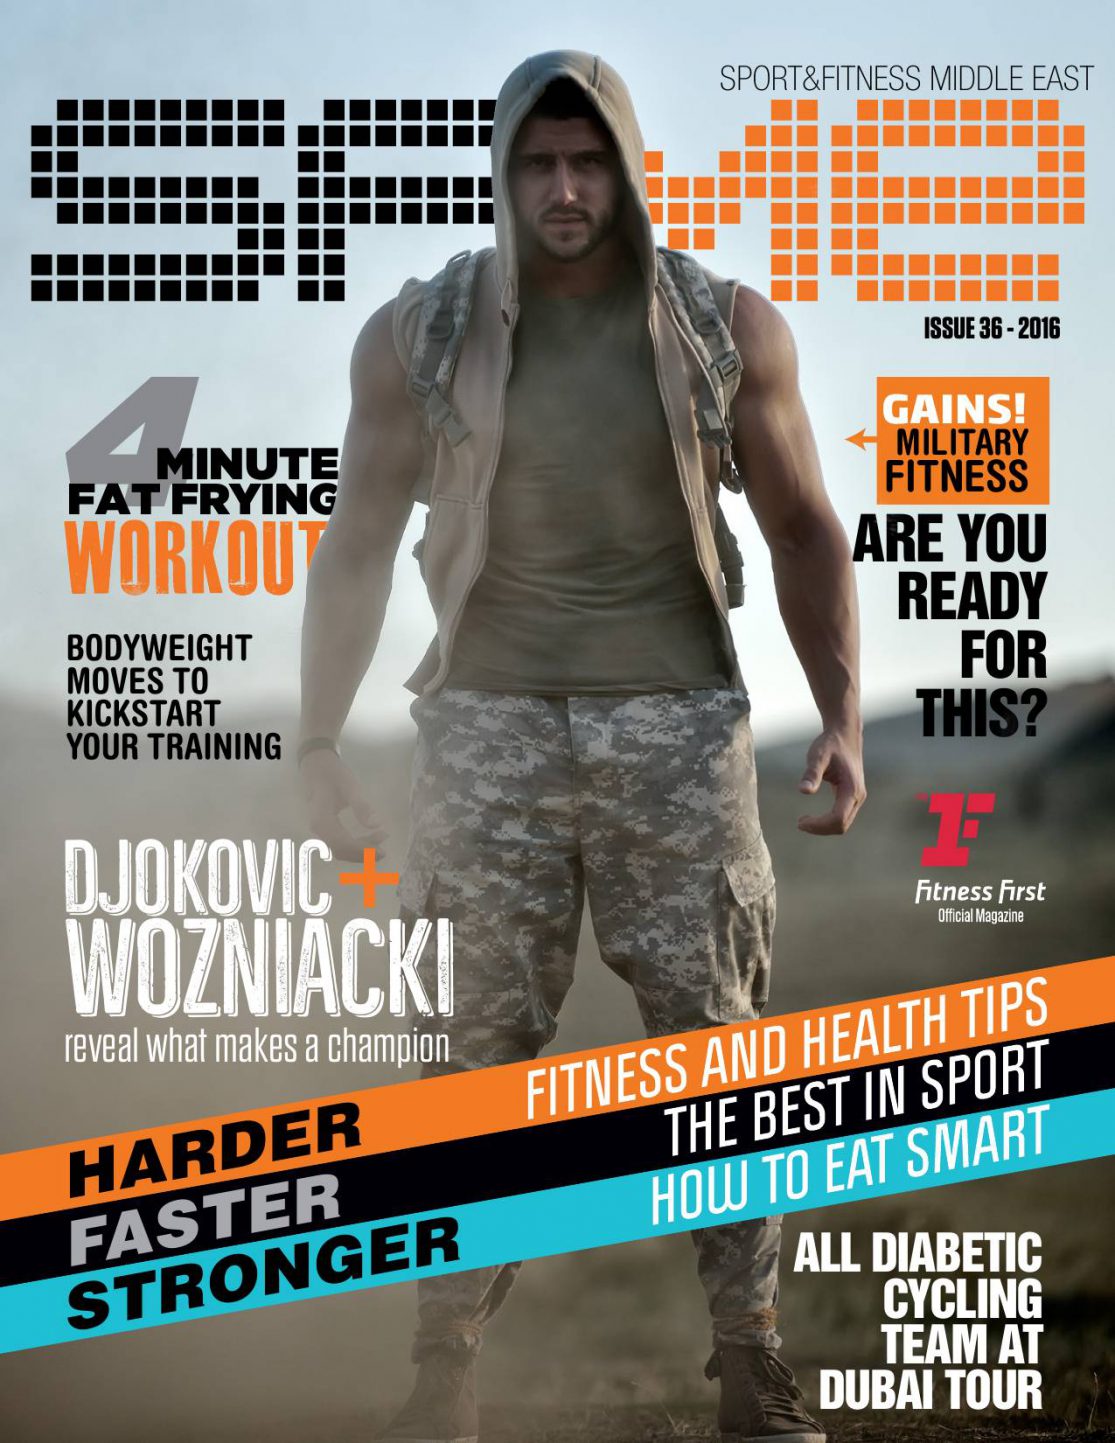 SPORT&FITNESS MIDDLE EAST
SFME
ISSUE 36 - 2016
4
MINUTE
FAT FRYING
WORKOUT
BODYWEIGHT
MOVES TO
KICKSTART
YOUR TRAINING
GAINS!
MILITARY
FITNESS
ARE YOU
READY
FOR
THIS?
Fitness First
Official Magazine
DJOKOVIC +
WOZNIACKI
reveal what makes a champion
HARDER
FASTER
STRONGER
FITNESS AND HEALTH TIPS
THE BEST IN SPORT
HOW TO EAT SMART
ALL DIABETIC
CYCLING
TEAM AT
DUBAI TOUR